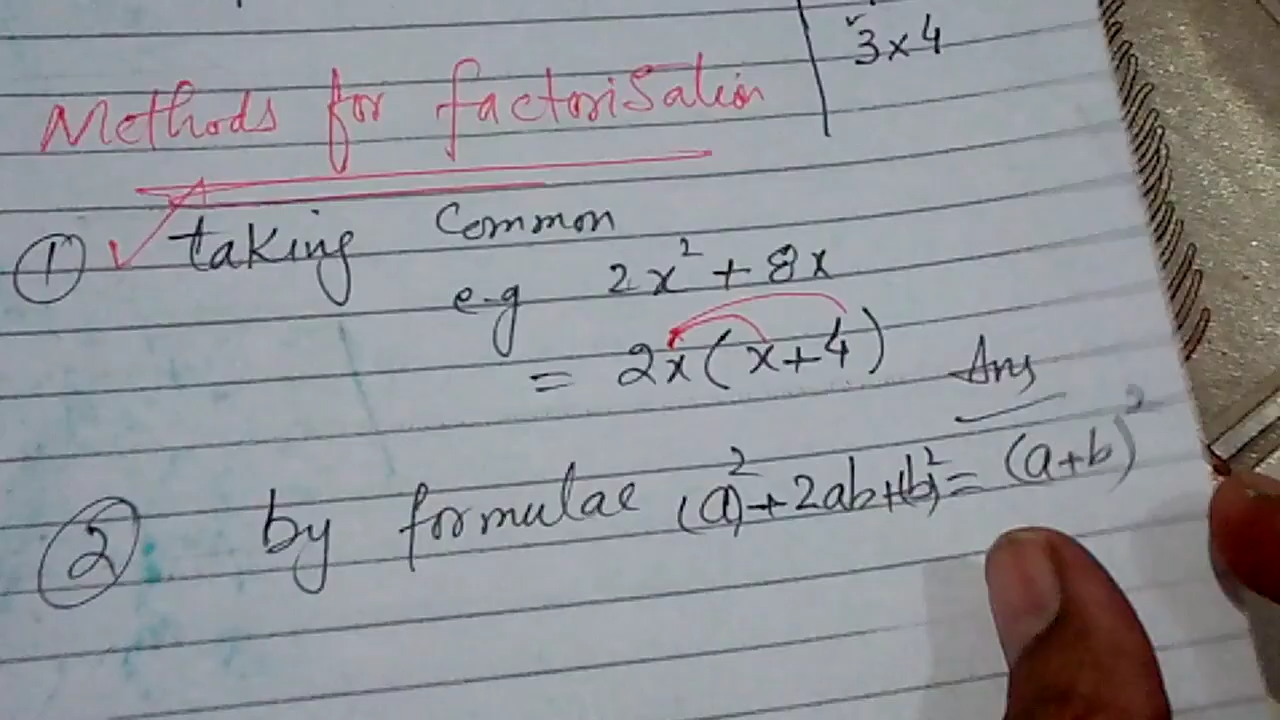 3x4
Methods for factorisation
① taking Common
e.g 2x² + 8x
= 2x(x+4) Ans
② by formulae (a)²+2ab+(b)²= (a+b)²